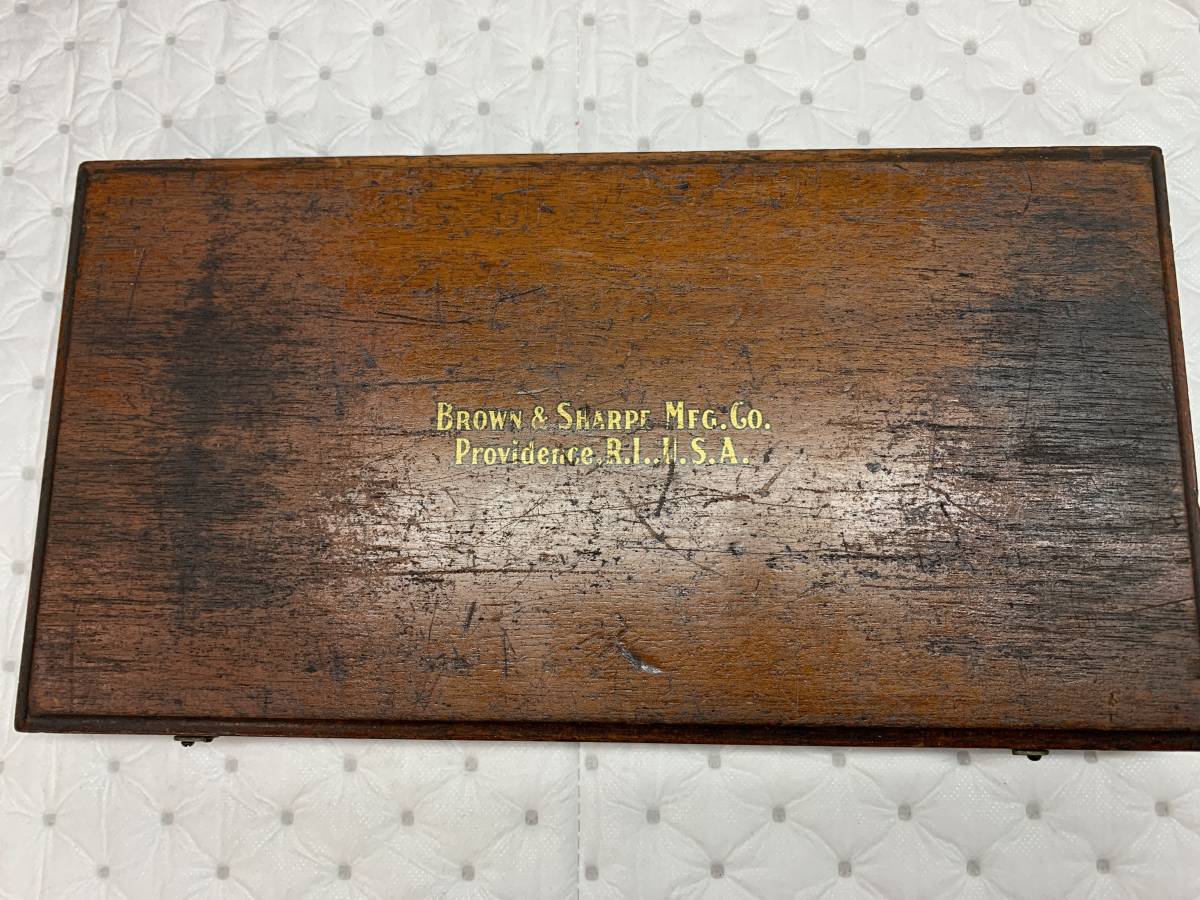 BROWN & SHARPE MFG. CO.
Providence, R.I., U.S.A.